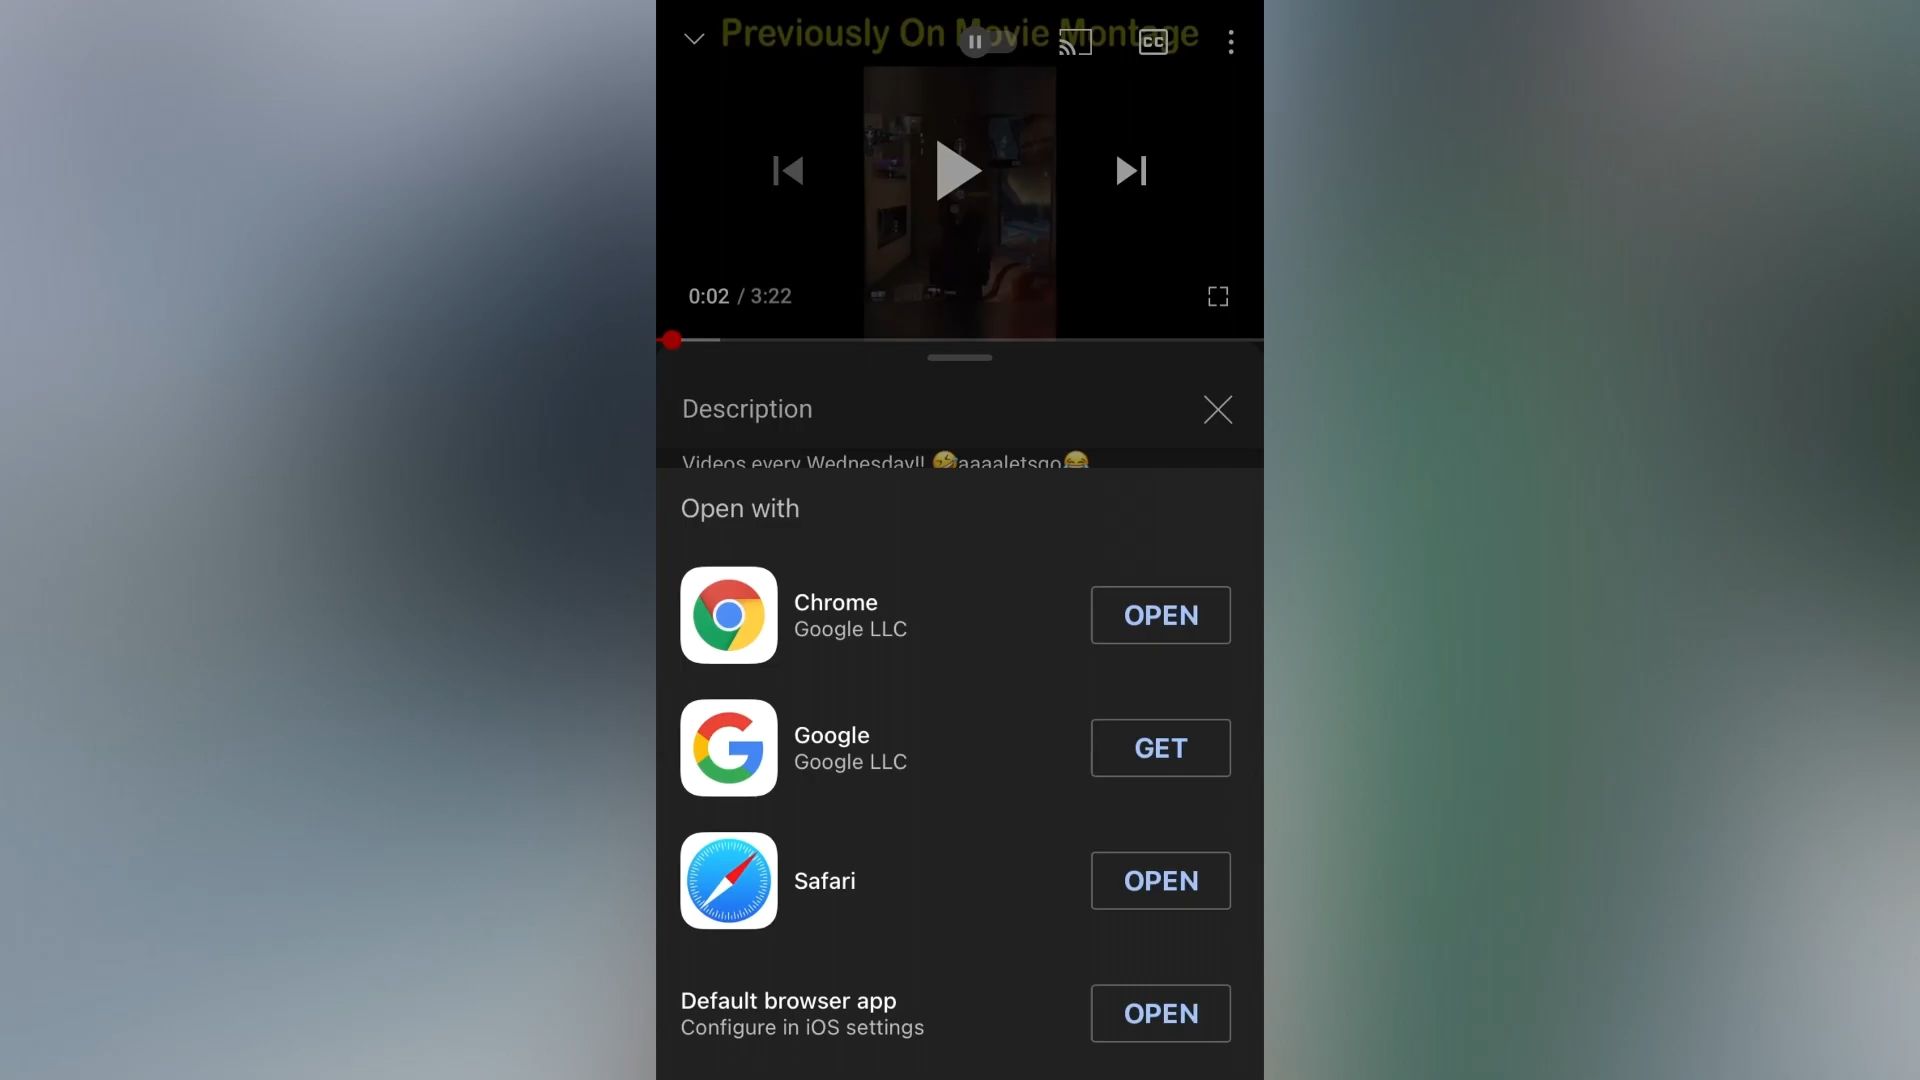 Previously On Movie Montage
CC
0:02 / 3:22
Description
Videos every Wednesday!! 🤣aaaaletsgo😂
Open with
Chrome
Google LLC
OPEN
Google
Google LLC
GET
Safari
OPEN
Default browser app
Configure in iOS settings
OPEN